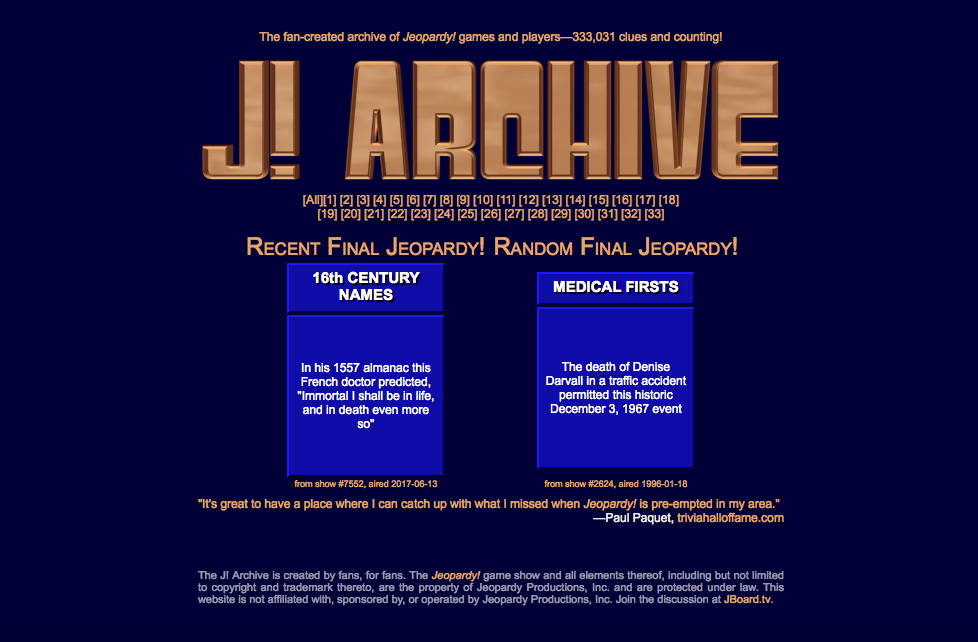 The fan-created archive of Jeopardy! games and players—333,031 clues and counting!
J! ARCHIVE
[All][1] [2] [3] [4] [5] [6] [7] [8] [9] [10] [11] [12] [13] [14] [15] [16] [17] [18]
[19] [20] [21] [22] [23] [24] [25] [26] [27] [28] [29] [30] [31] [32] [33]
Recent Final Jeopardy! Random Final Jeopardy!
16th CENTURY
NAMES
In his 1557 almanac this
French doctor predicted,
"Immortal I shall be in life,
and in death even more
so"
from show #7552, aired 2017-06-13
MEDICAL FIRSTS
The death of Denise
Darvall in a traffic accident
permitted this historic
December 3, 1967 event
from show #2624, aired 1996-01-18
"It's great to have a place where I can catch up with what I missed when Jeopardy! is pre-empted in my area."
—Paul Paquet, triviahalloffame.com
The J! Archive is created by fans, for fans. The Jeopardy! game show and all elements thereof, including but not limited
to copyright and trademark thereto, are the property of Jeopardy Productions, Inc. and are protected under law. This
website is not affiliated with, sponsored by, or operated by Jeopardy Productions, Inc. Join the discussion at JBoard.tv.